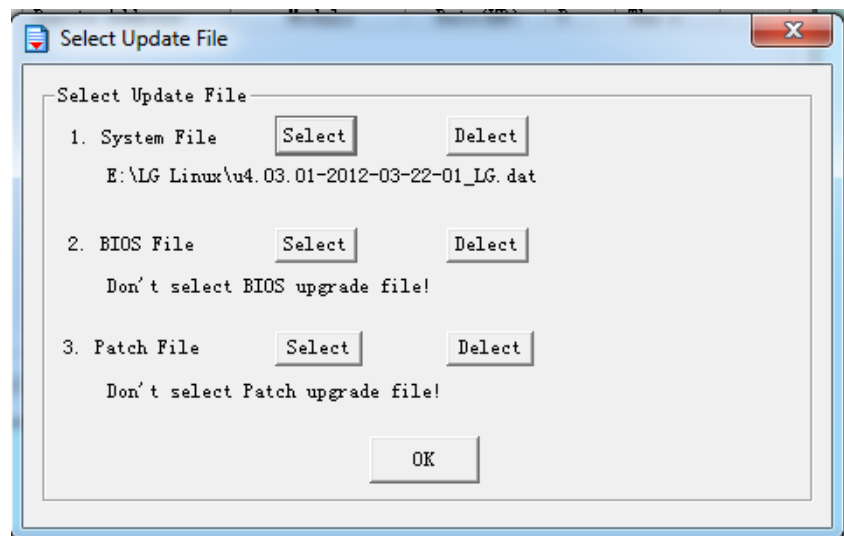 Select Update File
Select Update File
1. System File Select Delect
E:\LG Linux\u4.03.01-2012-03-22-01_LG.dat
2. BIOS File Select Delect
Don't select BIOS upgrade file!
3. Patch File Select Delect
Don't select Patch upgrade file!
OK